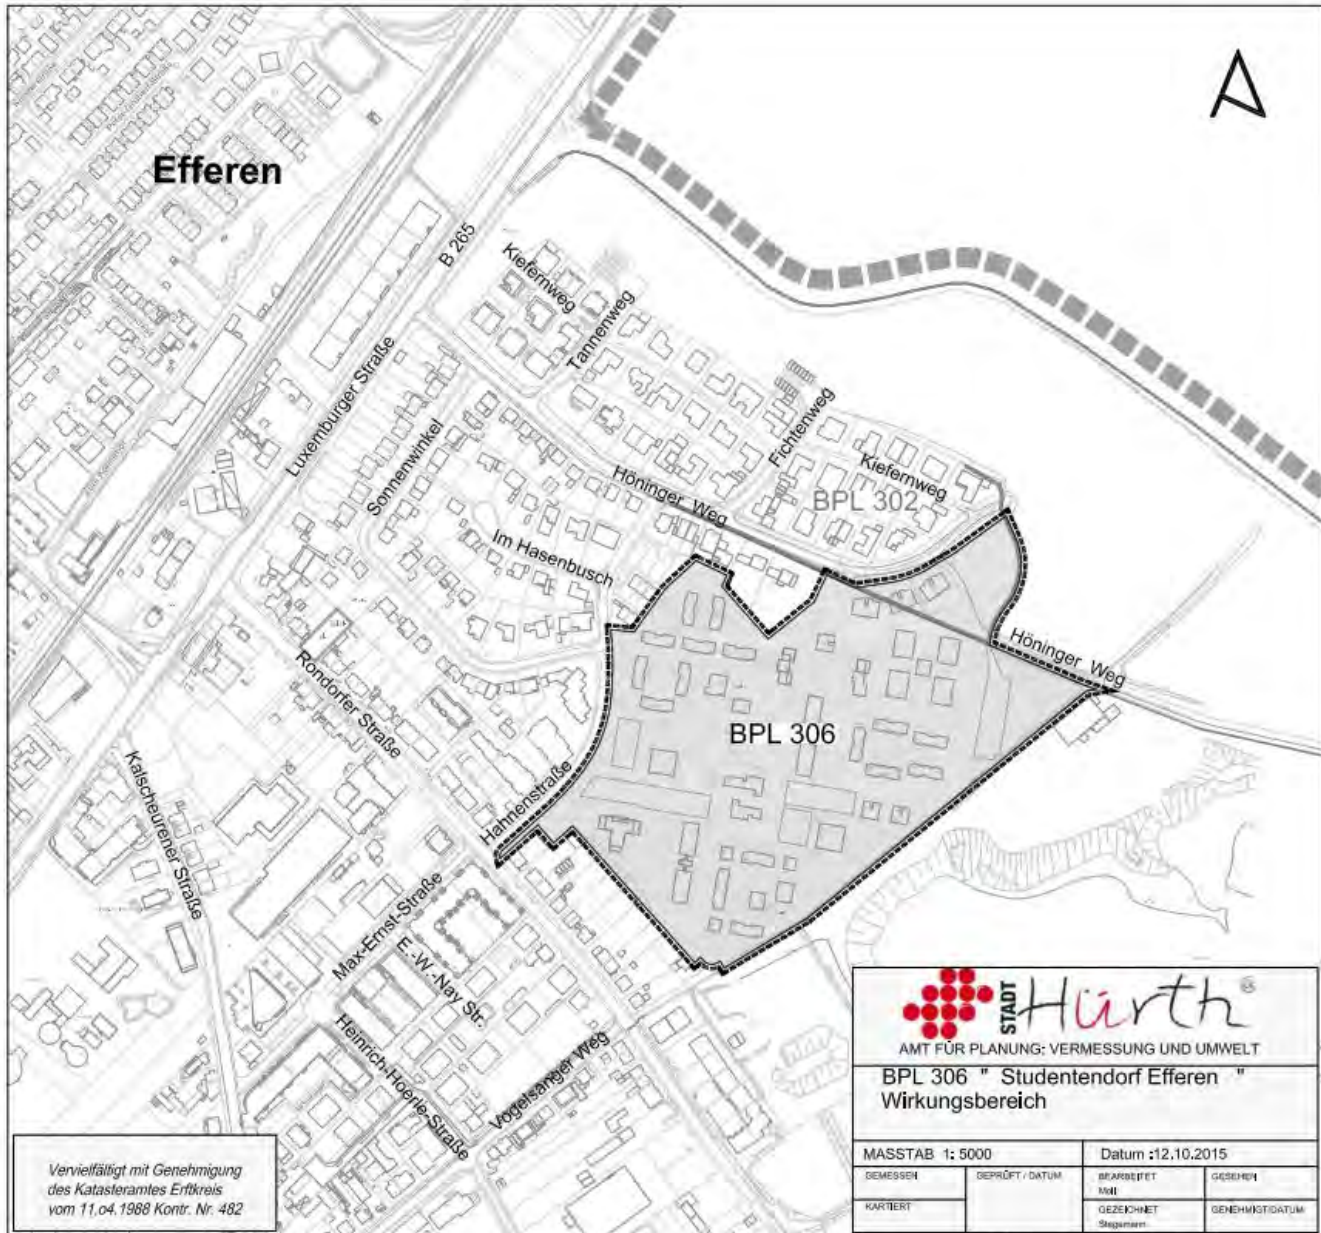 Efferen
B 265
Kiefernweg
Tannenweg
Luxemburger Straße
Sonnenwinkel
Fichtenweg
Kiefernweg
BPL 302
Höninger Weg
Im Hasenbusch
Höninger Weg
Rondorfer Straße
BPL 306
Hahnenstraße
Kalscheurener Straße
Max-Ernst-Straße
E.-W.-Nay Str.
Heinrich-Hoerle-Straße
Vogelsanger Weg
Vervielfältigt mit Genehmigung
des Katasteramtes Erftkreis
vom 11.o4.1988 Kontr. Nr. 482
STADT Hürth
AMT FÜR PLANUNG: VERMESSUNG UND UMWELT
BPL 306 " Studentendorf Efferen "
Wirkungsbereich
MASSTAB 1: 5000
Datum :12.10.2015
GEMESSEN
GEPRÜFT / DATUM
BEARBEITET
Moll
GESEHEN
KARTIERT
GEZEICHNET
Stegemann
GENEHMIGT/DATUM